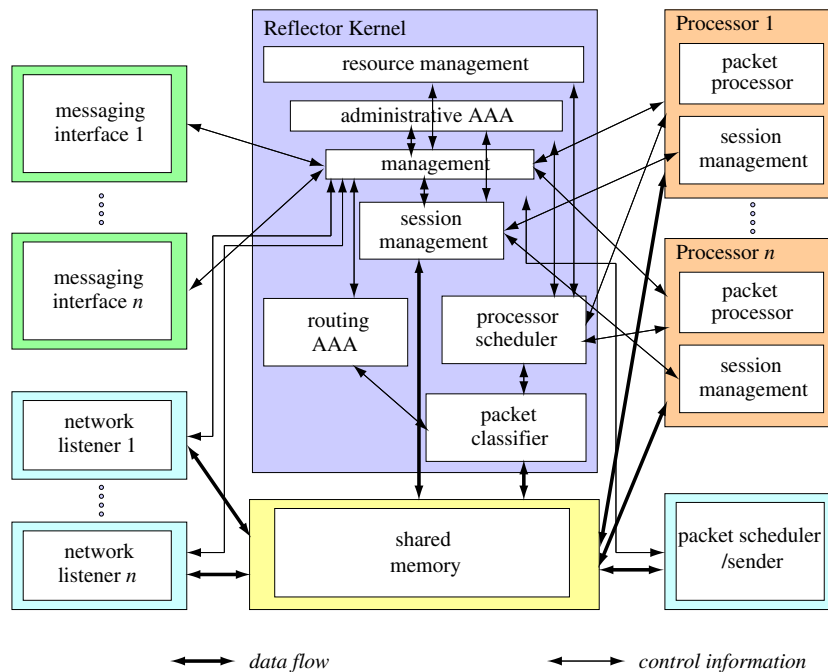 Reflector Kernel
resource management
administrative AAA
management
session
management
routing
AAA
processor
scheduler
packet
classifier
messaging
interface 1
messaging
interface n
network
listener 1
network
listener n
shared
memory
Processor 1
packet
processor
session
management
Processor n
packet
processor
session
management
packet scheduler
/sender
data flow
control information